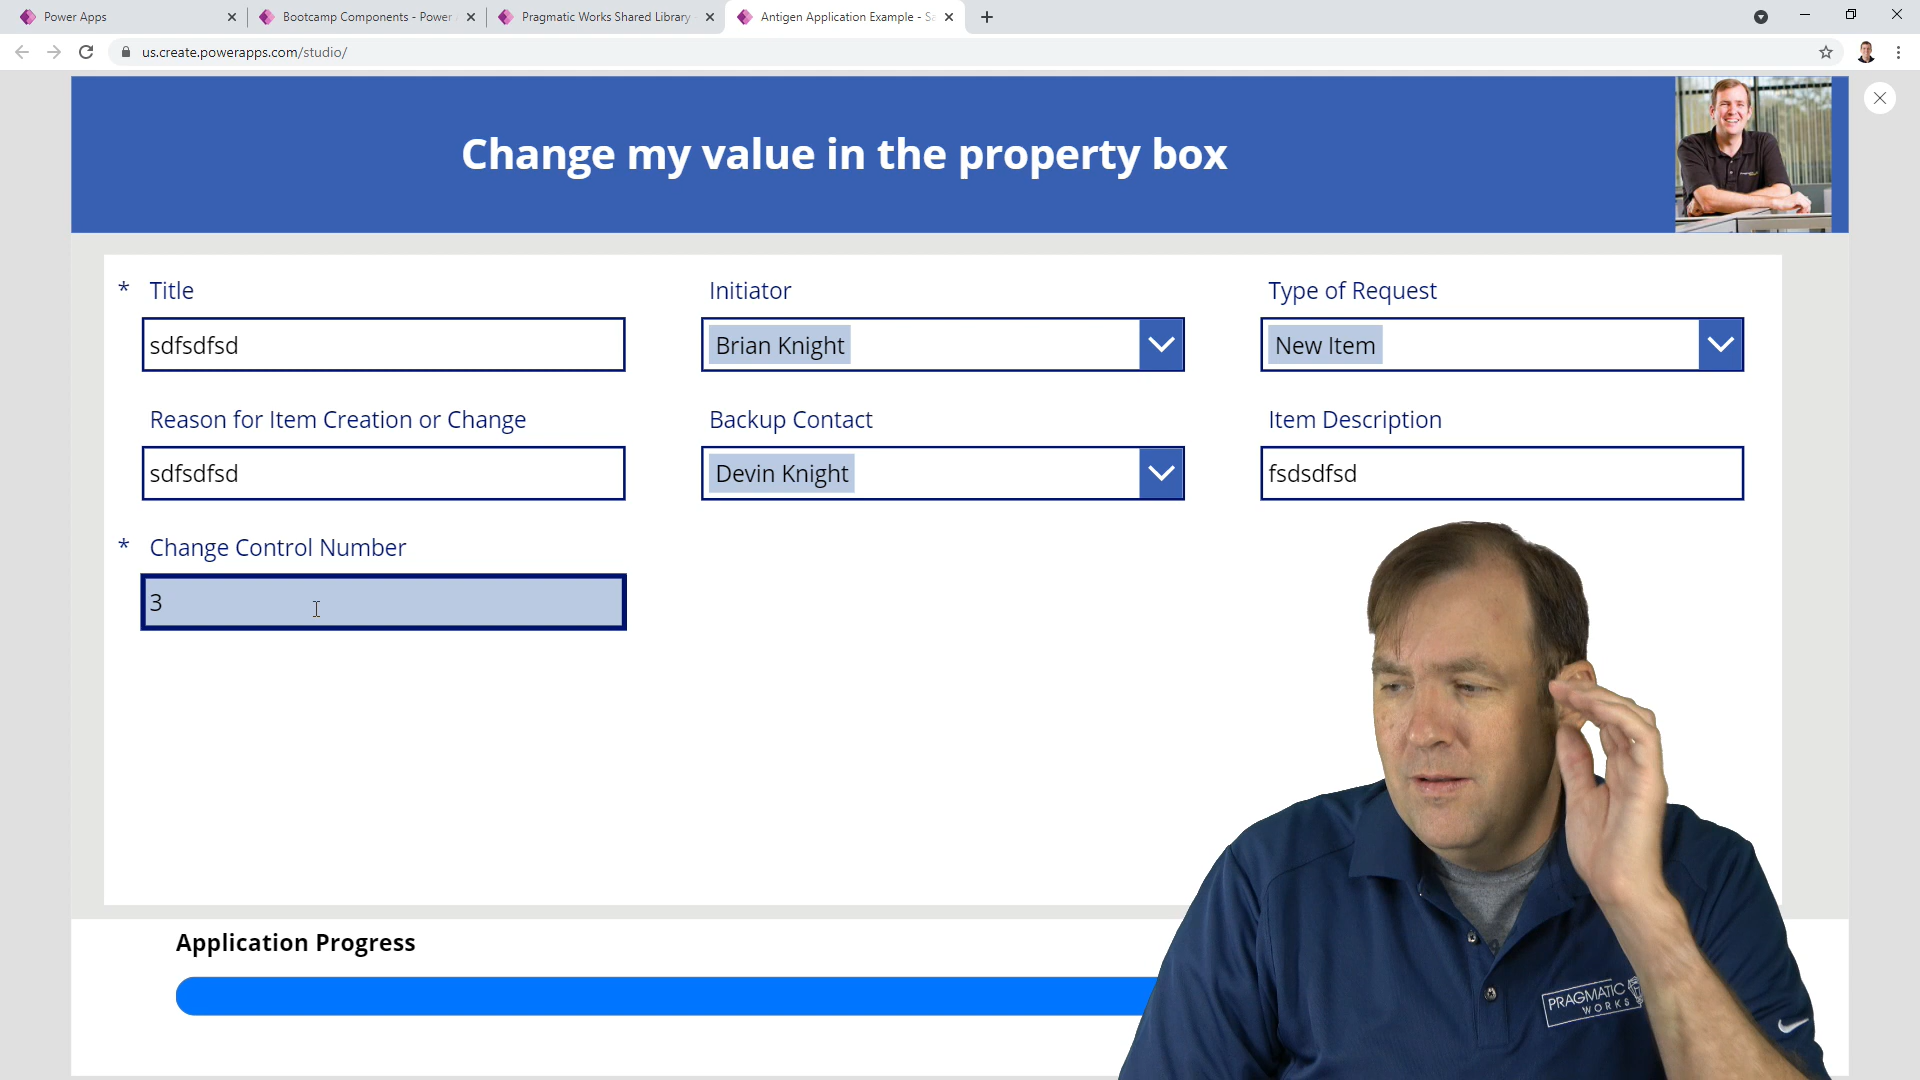 Power Apps
Bootcamp Components - Power
Pragmatic Works Shared Library
Antigen Application Example - Sa
us.create.powerapps.com/studio/
Change my value in the property box
* Title
Initiator
Type of Request
sdfsdfsd
Brian Knight
New Item
Reason for Item Creation or Change
Backup Contact
Item Description
sdfsdfsd
Devin Knight
fsdsdfsd
* Change Control Number
3
Application Progress
PRAGMATIC
WORKS